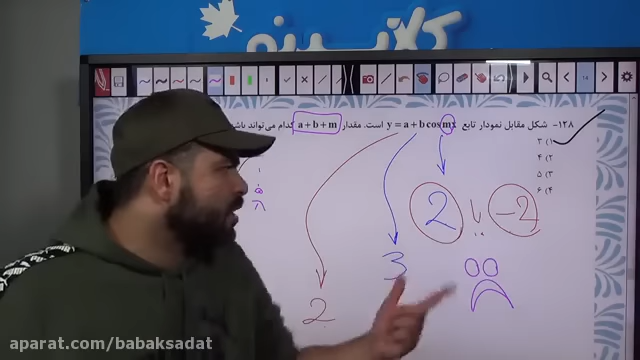 کلاسینو
۱۲۸- شکل مقابل نمودار تابع y = a + b cos mx است. مقدار a + b + m کدام می‌تواند باشد
۱) ۳
۲) ۴
۳) ۵
۴) ۶
2 یا -2
3
2
aparat.com/babaksadat